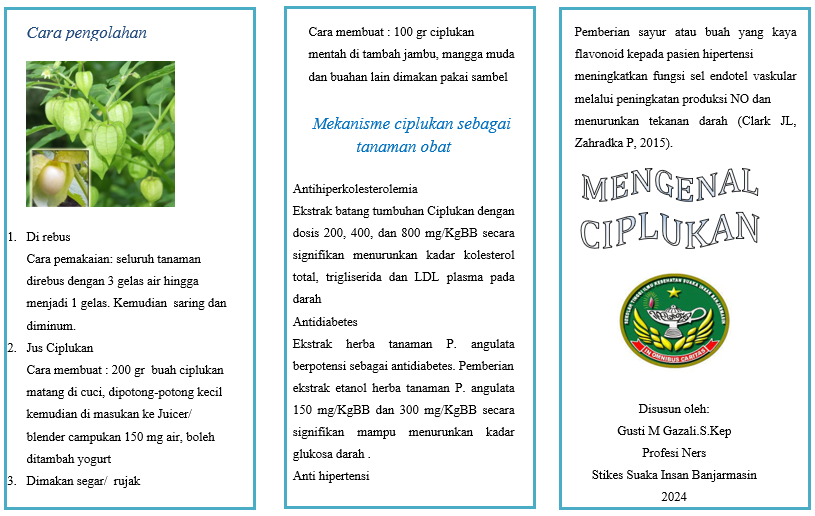 Cara pengolahan
1. Di rebus
Cara pemakaian: seluruh tanaman
direbus dengan 3 gelas air hingga
menjadi 1 gelas. Kemudian saring dan
diminum.
2. Jus Ciplukan
Cara membuat : 200 gr buah ciplukan
matang di cuci, dipotong-potong kecil
kemudian di masukan ke Juicer/
blender campukan 150 mg air, boleh
ditambah yogurt
3. Dimakan segar/ rujak
Cara membuat : 100 gr ciplukan
mentah di tambah jambu, mangga muda
dan buahan lain dimakan pakai sambel
Mekanisme ciplukan sebagai
tanaman obat
Antihiperkolesterolemia
Ekstrak batang tumbuhan Ciplukan dengan
dosis 200, 400, dan 800 mg/KgBB secara
signifikan menurunkan kadar kolesterol
total, trigliserida dan LDL plasma pada
darah
Antidiabetes
Ekstrak herba tanaman P. angulata
berpotensi sebagai antidiabetes. Pemberian
ekstrak etanol herba tanaman P. angulata
150 mg/KgBB dan 300 mg/KgBB secara
signifikan mampu menurunkan kadar
glukosa darah .
Anti hipertensi
Pemberian sayur atau buah yang kaya
flavonoid kepada pasien hipertensi
meningkatkan fungsi sel endotel vaskular
melalui peningkatan produksi NO dan
menurunkan tekanan darah (Clark JL,
Zahradka P, 2015).
MENGENAL
CIPLUKAN
SEKOLAH TINGGI ILMU KESEHATAN SUAKA INSAN BANJARMASIN
IN OMNIBUS CARITAS
Disusun oleh:
Gusti M Gazali.S.Kep
Profesi Ners
Stikes Suaka Insan Banjarmasin
2024